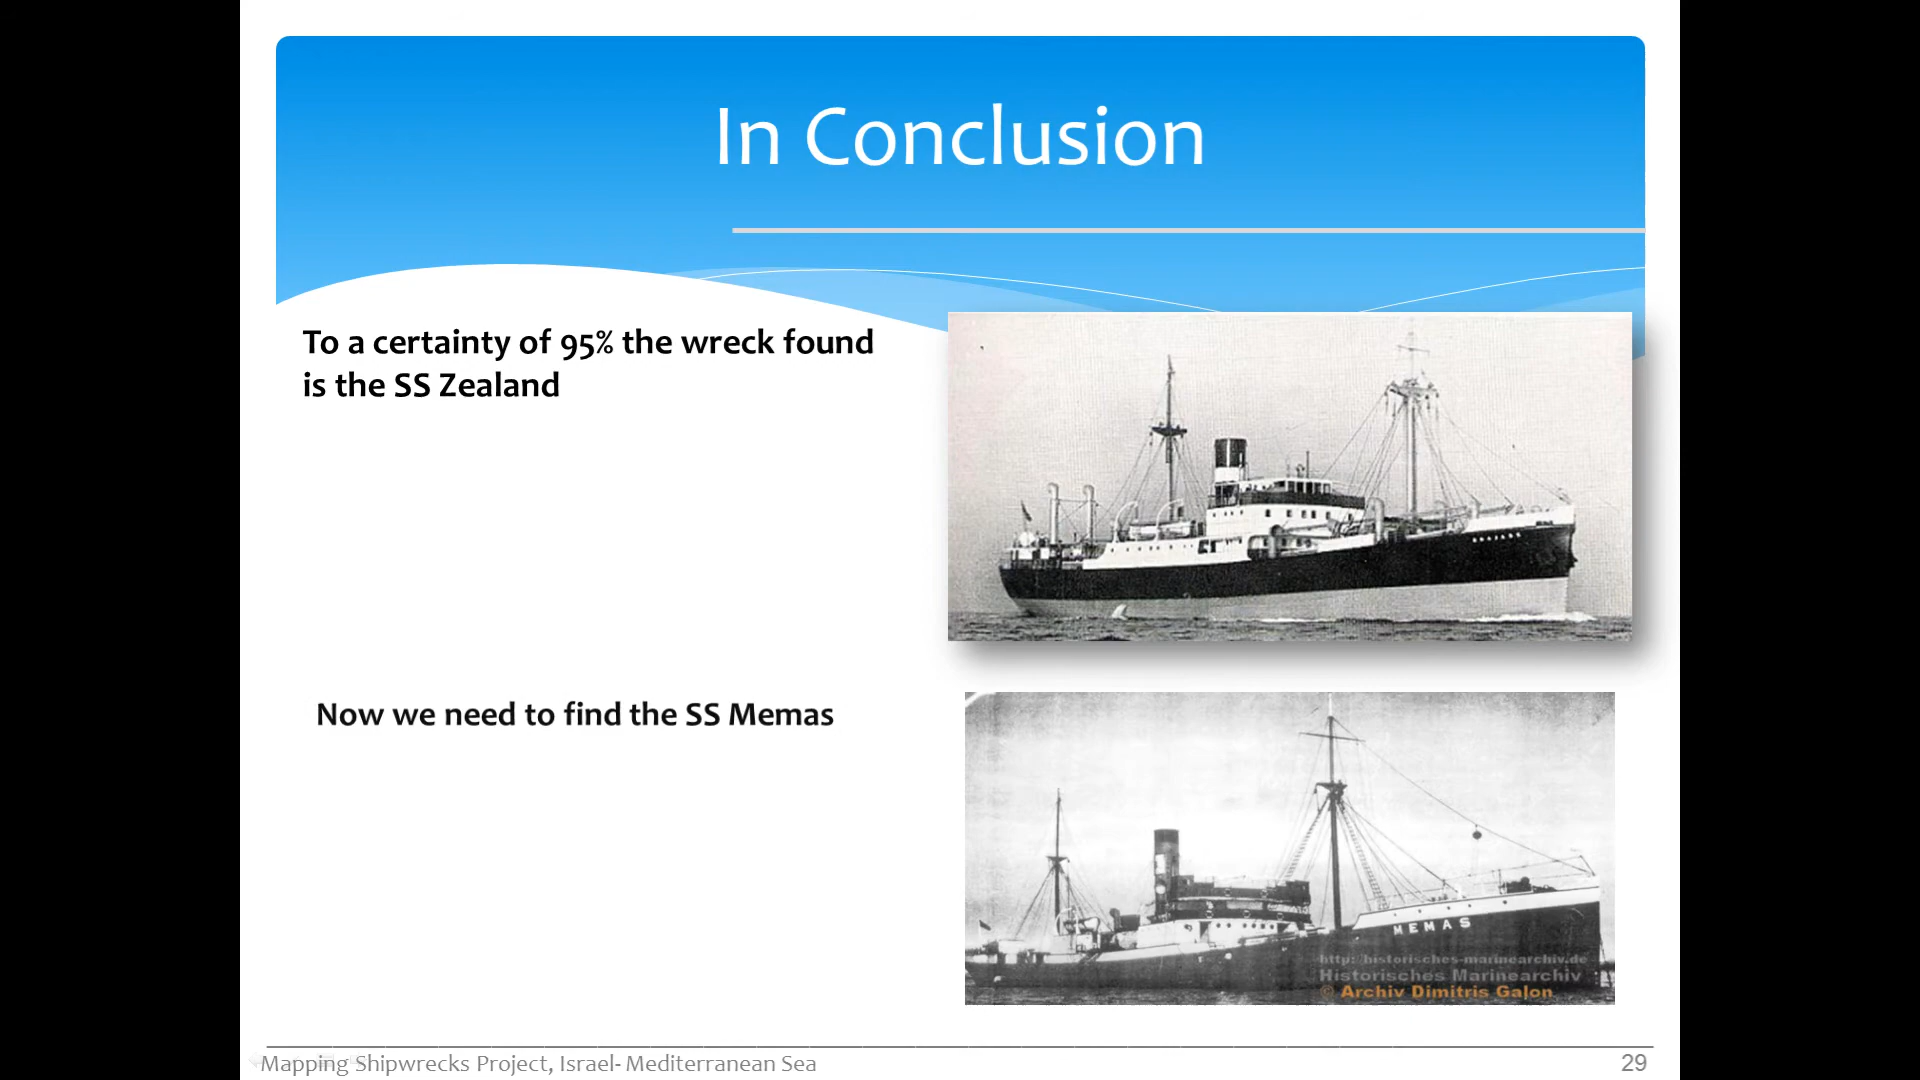 In Conclusion
To a certainty of 95% the wreck found
is the SS Zealand
Now we need to find the SS Memas
MEMAS
http://historisches-marinearchiv.de
Historisches Marinearchiv
© Archiv Dimitris Galon
Mapping Shipwrecks Project, Israel- Mediterranean Sea
29